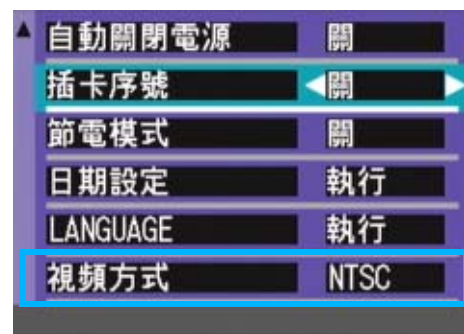 自動關閉電源 關
插卡序號 關
節電模式 關
日期設定 執行
LANGUAGE 執行
視頻方式 NTSC